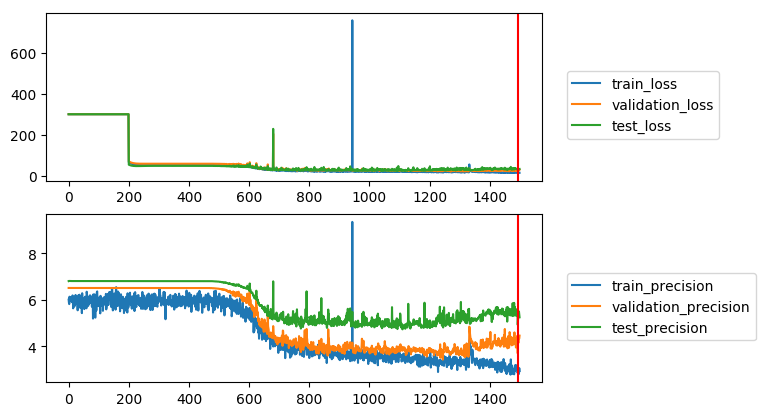 600
400
200
0
0 200 400 600 800 1000 1200 1400
train_loss
validation_loss
test_loss
8
6
4
0 200 400 600 800 1000 1200 1400
train_precision
validation_precision
test_precision